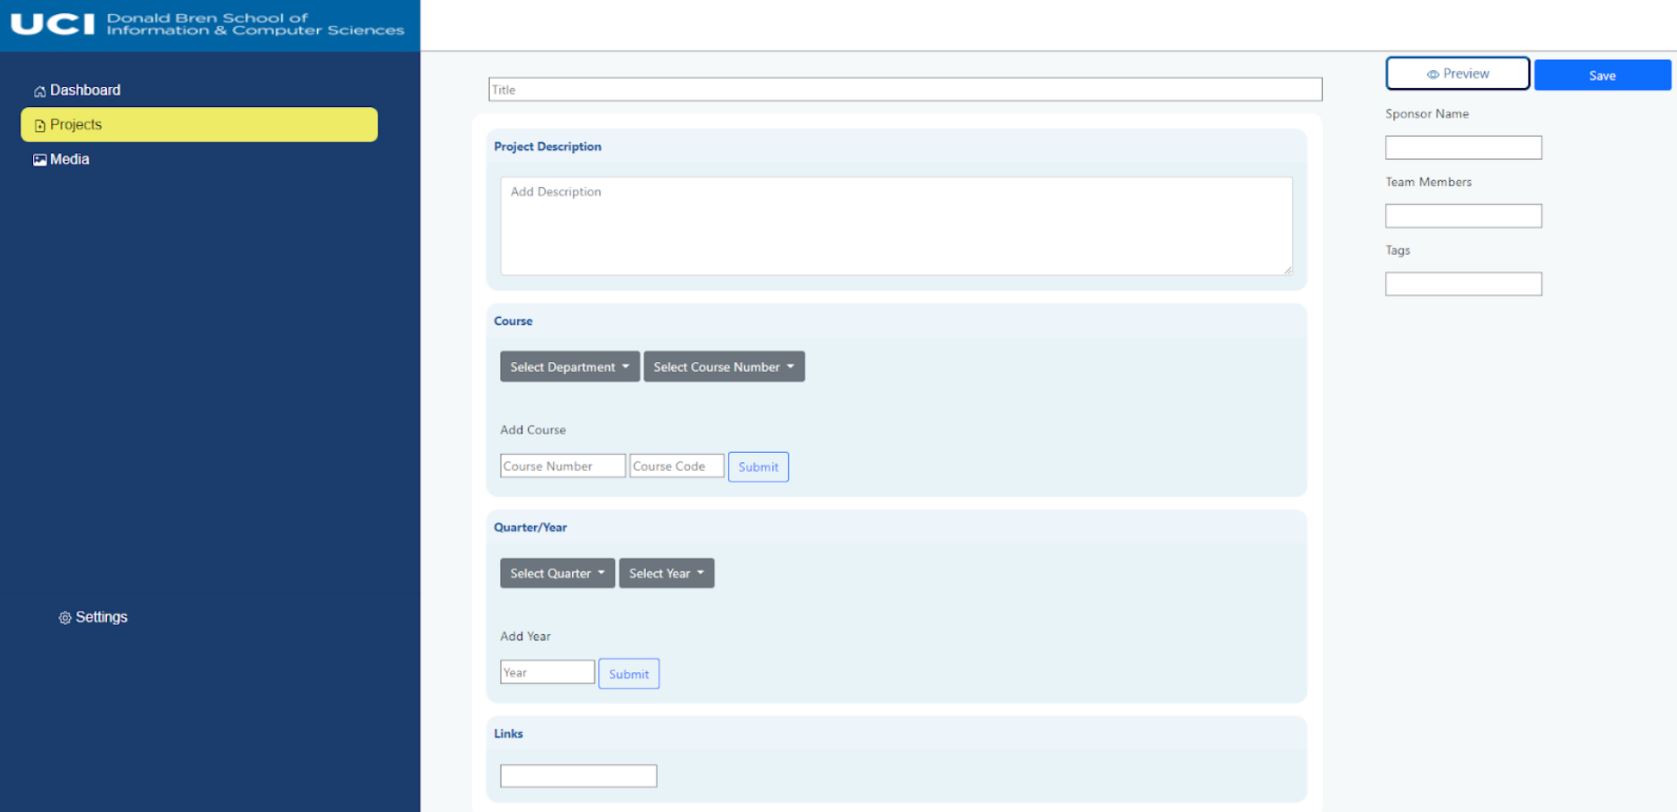 UCI Donald Bren School of
Information & Computer Sciences
Dashboard
Projects
Media
Settings
Title
Project Description
Add Description
Course
Select Department
Select Course Number
Add Course
Course Number
Course Code
Submit
Quarter/Year
Select Quarter
Select Year
Add Year
Year
Submit
Links
Preview
Save
Sponsor Name
Team Members
Tags